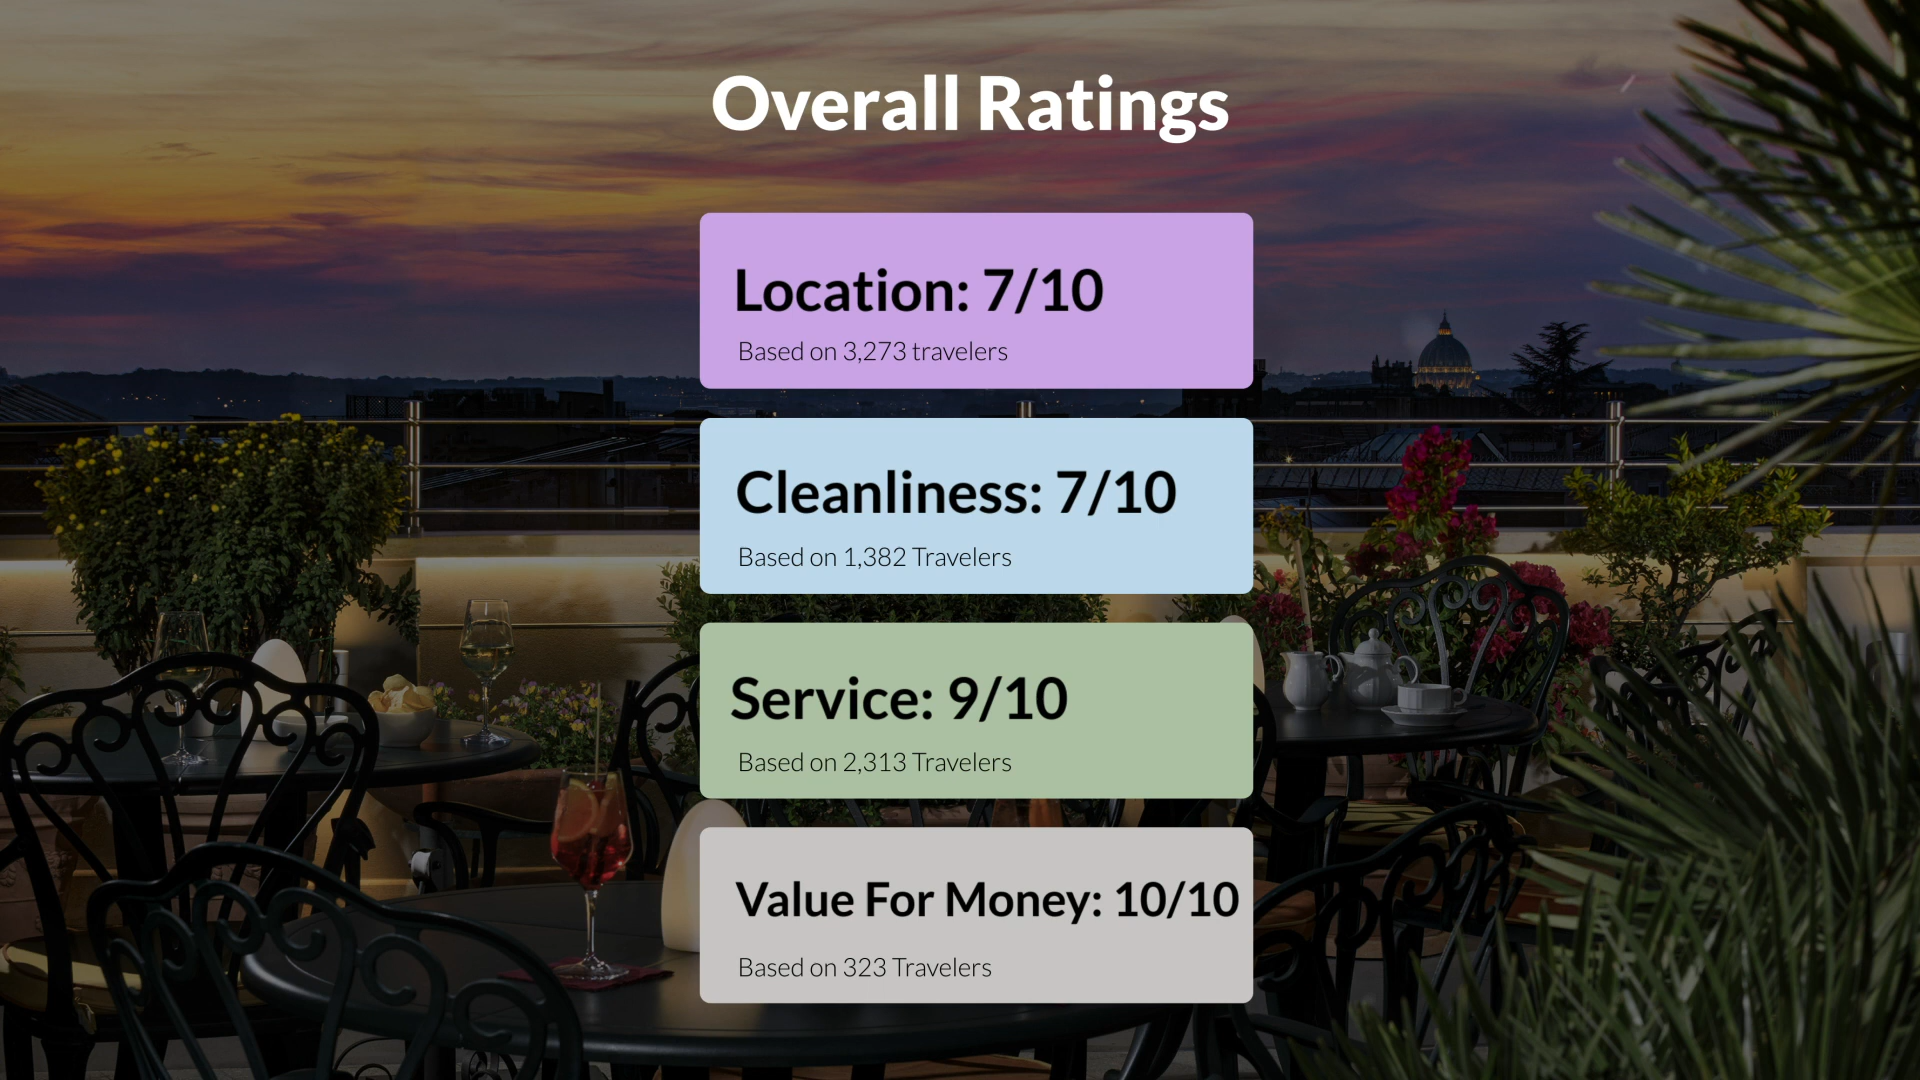 Overall Ratings
Location: 7/10
Based on 3,273 travelers
Cleanliness: 7/10
Based on 1,382 Travelers
Service: 9/10
Based on 2,313 Travelers
Value For Money: 10/10
Based on 323 Travelers